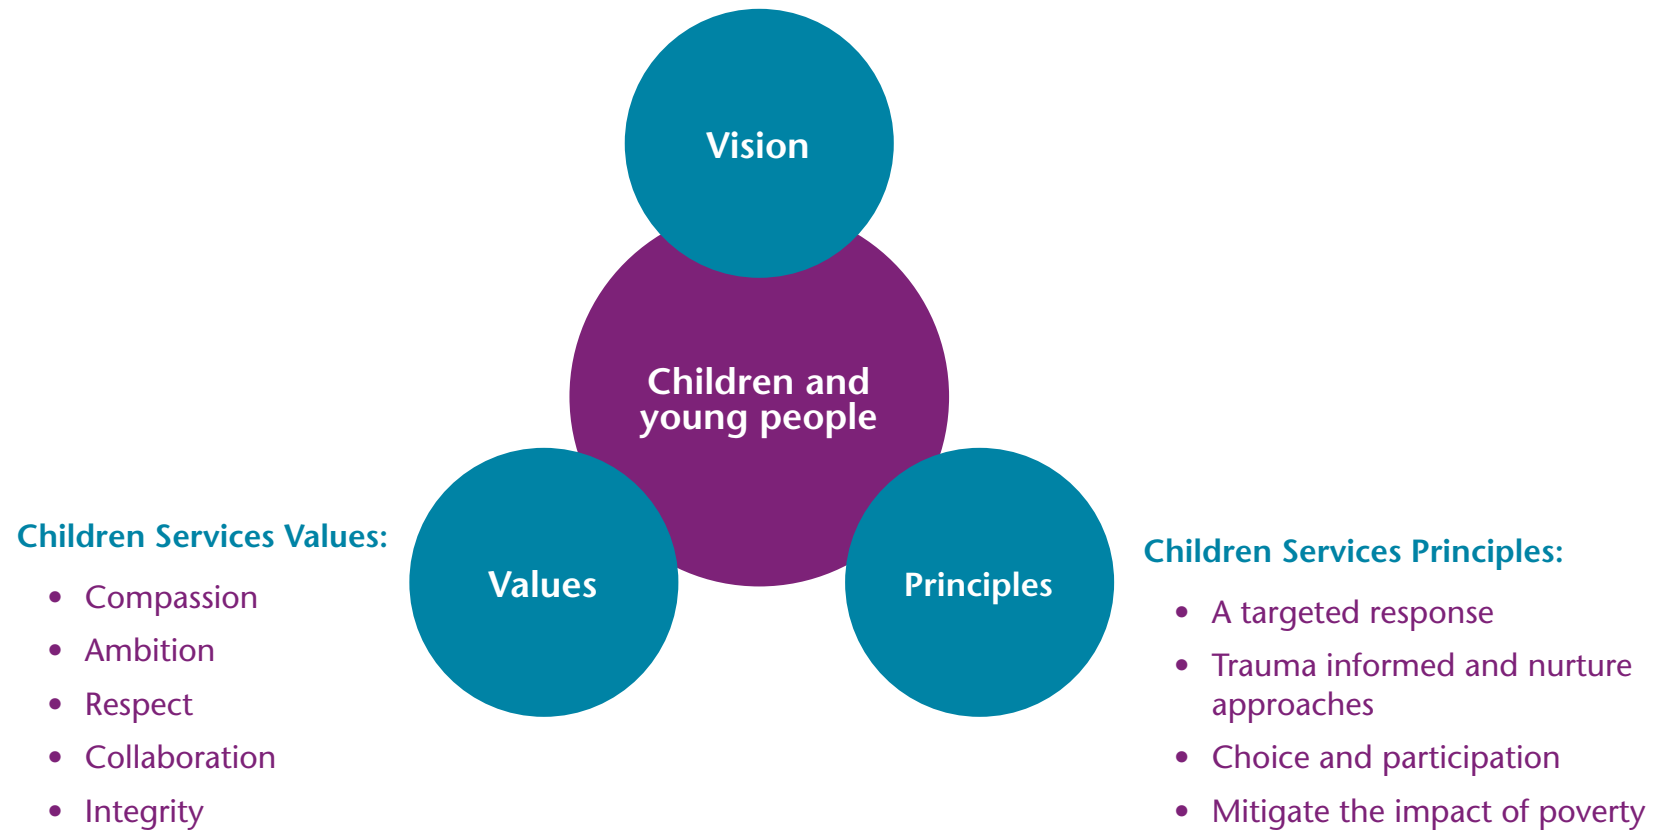 Vision
Children and
young people
Values
Principles
Children Services Values:
• Compassion
• Ambition
• Respect
• Collaboration
• Integrity
Children Services Principles:
• A targeted response
• Trauma informed and nurture
approaches
• Choice and participation
• Mitigate the impact of poverty